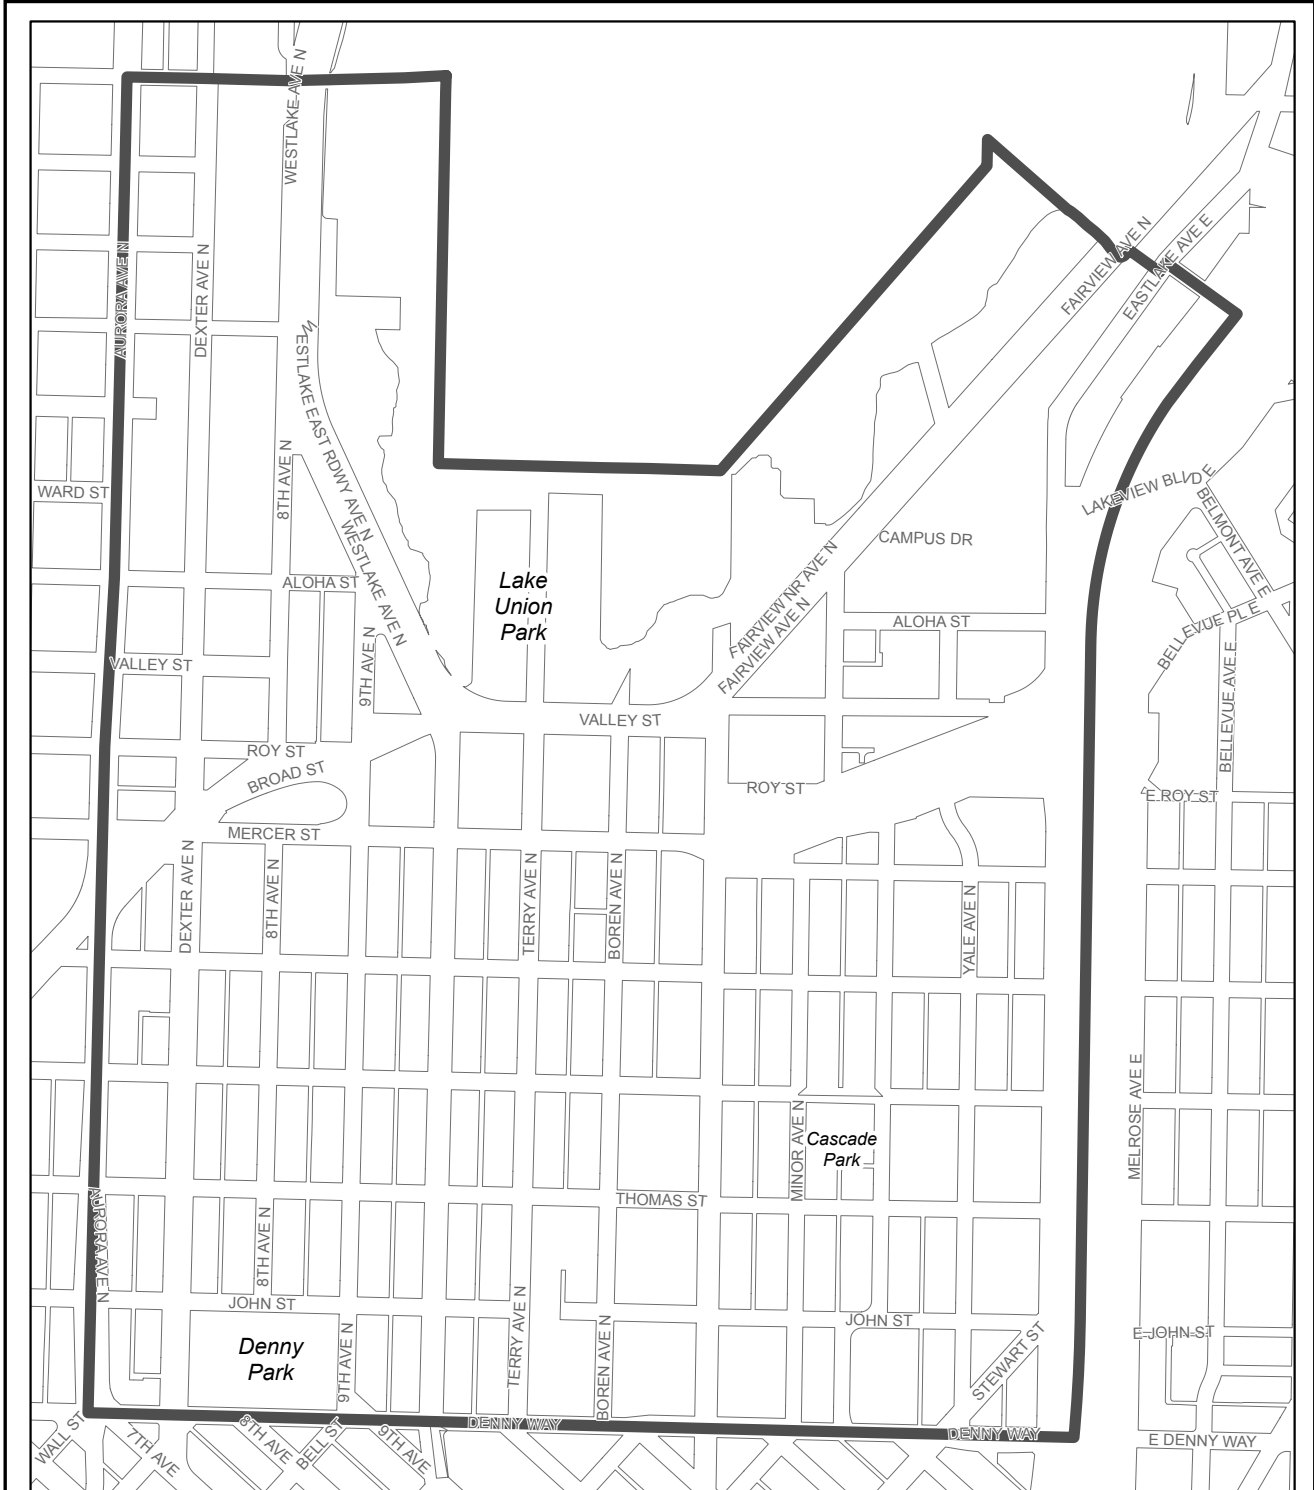 WESTLAKE AVE N
AURORA AVE N
DEXTER AVE N
FAIRVIEW AVE N
EASTLAKE AVE E
WESTLAKE EAST RDWY AVE N
8TH AVE N
WARD ST
LAKEVIEW BLVD E
BELMONT AVE E
WESTLAKE AVE N
CAMPUS DR
ALOHA ST
Lake
Union
Park
FAIRVIEW NR AVE N
FAIRVIEW AVE N
ALOHA ST
BELLEVUE PL E
VALLEY ST
9TH AVE N
BELLEVUE AVE E
VALLEY ST
ROY ST
BROAD ST
ROY ST
E ROY ST
MERCER ST
DEXTER AVE N
8TH AVE N
TERRY AVE N
BOREN AVE N
YALE AVE N
MINOR AVE N
Cascade
Park
MELROSE AVE E
THOMAS ST
AURORA AVE N
8TH AVE N
JOHN ST
TERRY AVE N
BOREN AVE N
JOHN ST
STEWART ST
E JOHN ST
Denny
Park
9TH AVE N
WALL ST
7TH AVE
8TH AVE
BELL ST
9TH AVE
DENNY WAY
DENNY WAY
E DENNY WAY